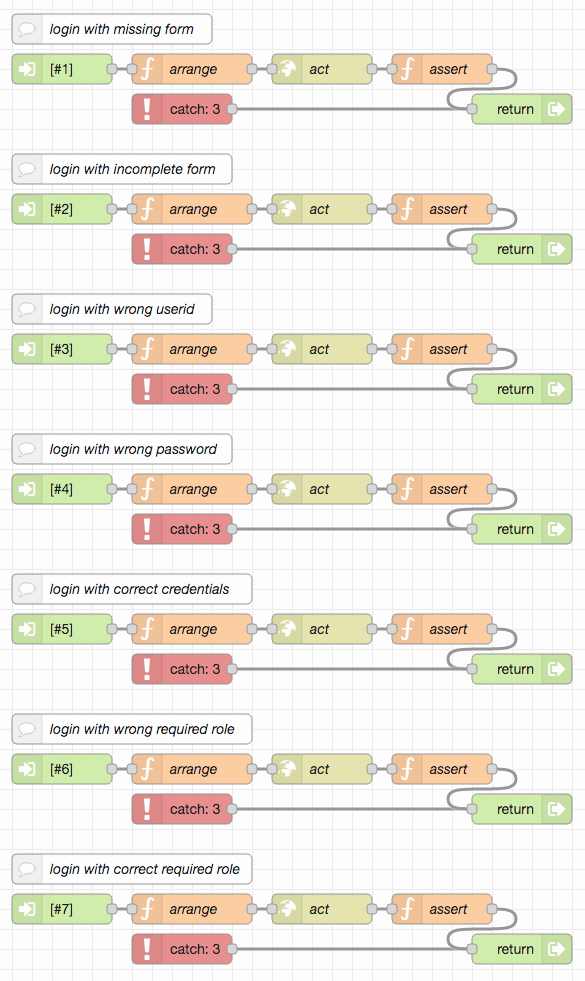 login with missing form
[#1] arrange act assert
catch: 3 return
login with incomplete form
[#2] arrange act assert
catch: 3 return
login with wrong userid
[#3] arrange act assert
catch: 3 return
login with wrong password
[#4] arrange act assert
catch: 3 return
login with correct credentials
[#5] arrange act assert
catch: 3 return
login with wrong required role
[#6] arrange act assert
catch: 3 return
login with correct required role
[#7] arrange act assert
catch: 3 return